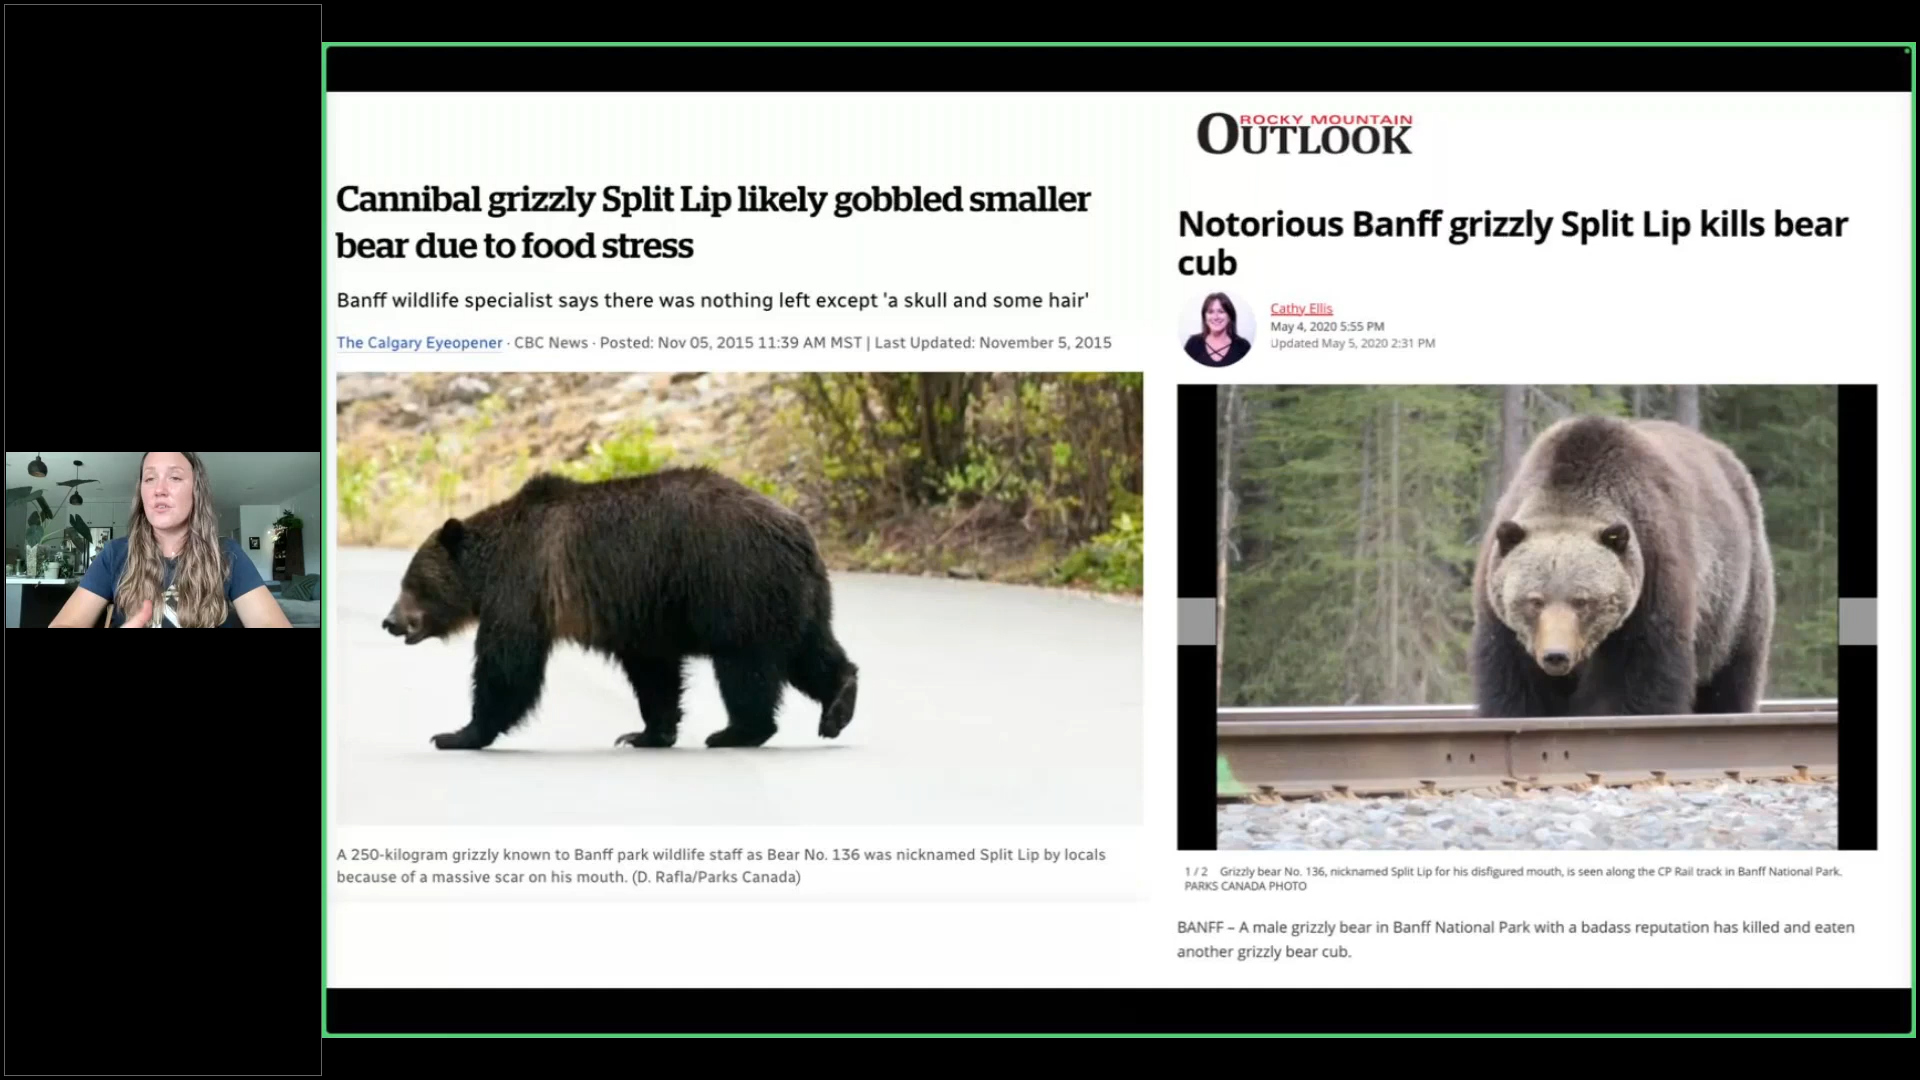 Cannibal grizzly Split Lip likely gobbled smaller
bear due to food stress
Banff wildlife specialist says there was nothing left except 'a skull and some hair'
The Calgary Eyeopener · CBC News · Posted: Nov 05, 2015 11:39 AM MST | Last Updated: November 5, 2015
A 250-kilogram grizzly known to Banff park wildlife staff as Bear No. 136 was nicknamed Split Lip by locals
because of a massive scar on his mouth. (D. Rafla/Parks Canada)
ROCKY MOUNTAIN
OUTLOOK
Notorious Banff grizzly Split Lip kills bear
cub
Cathy Ellis
May 4, 2020 5:55 PM
Updated May 5, 2020 2:31 PM
1 / 2 Grizzly bear No. 136, nicknamed Split Lip for his disfigured mouth, is seen along the CP Rail track in Banff National Park.
PARKS CANADA PHOTO
BANFF – A male grizzly bear in Banff National Park with a badass reputation has killed and eaten
another grizzly bear cub.